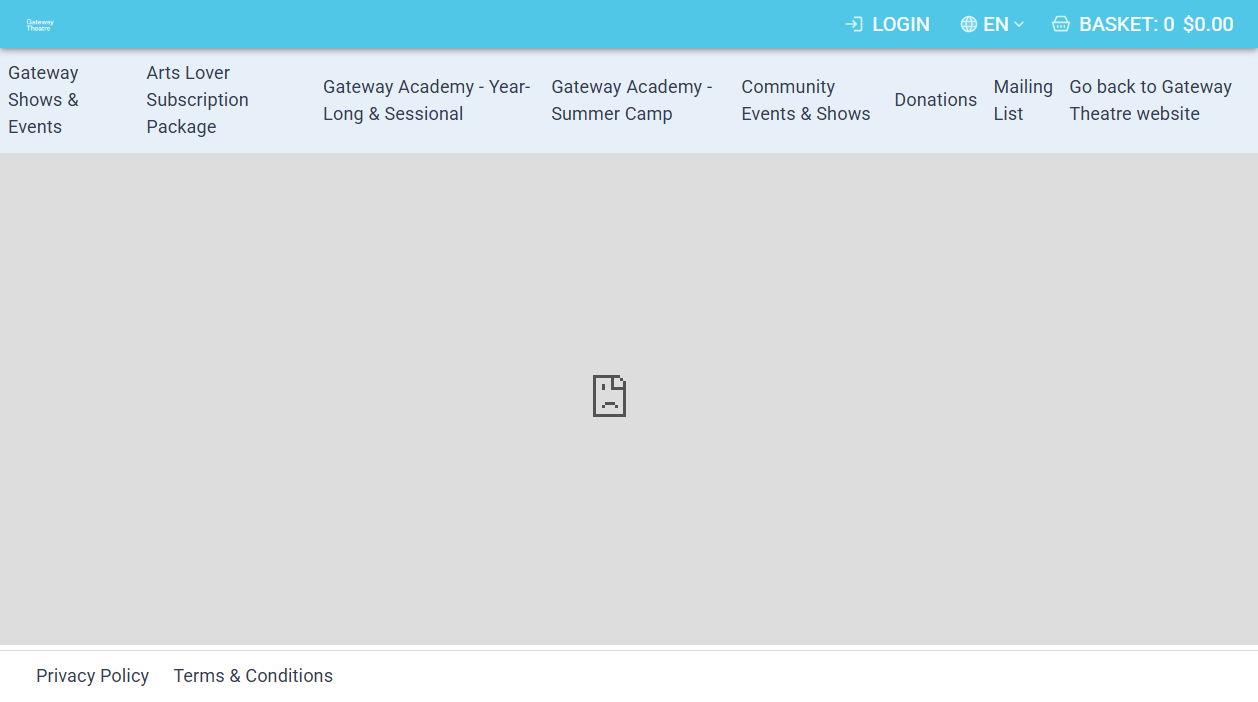 Gateway
Theatre
LOGIN
EN
BASKET: 0 $0.00
Gateway
Shows &
Events
Arts Lover
Subscription
Package
Gateway Academy - Year-
Long & Sessional
Gateway Academy -
Summer Camp
Community
Events & Shows
Donations
Mailing
List
Go back to Gateway
Theatre website
Privacy Policy
Terms & Conditions